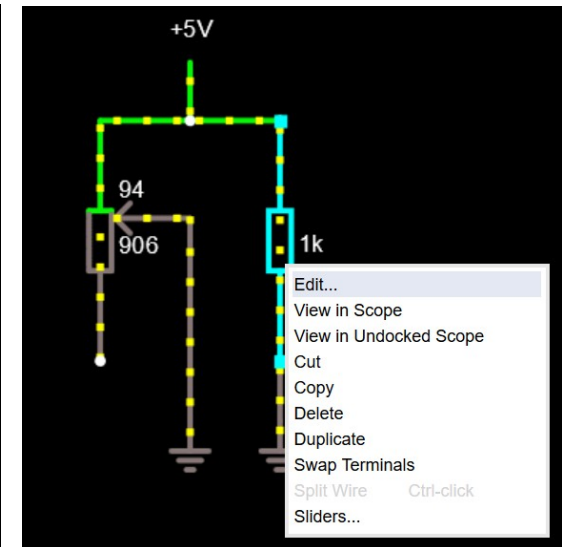 +5V
94
906
1k
Edit...
View in Scope
View in Undocked Scope
Cut
Copy
Delete
Duplicate
Swap Terminals
Split Wire Ctrl-click
Sliders...